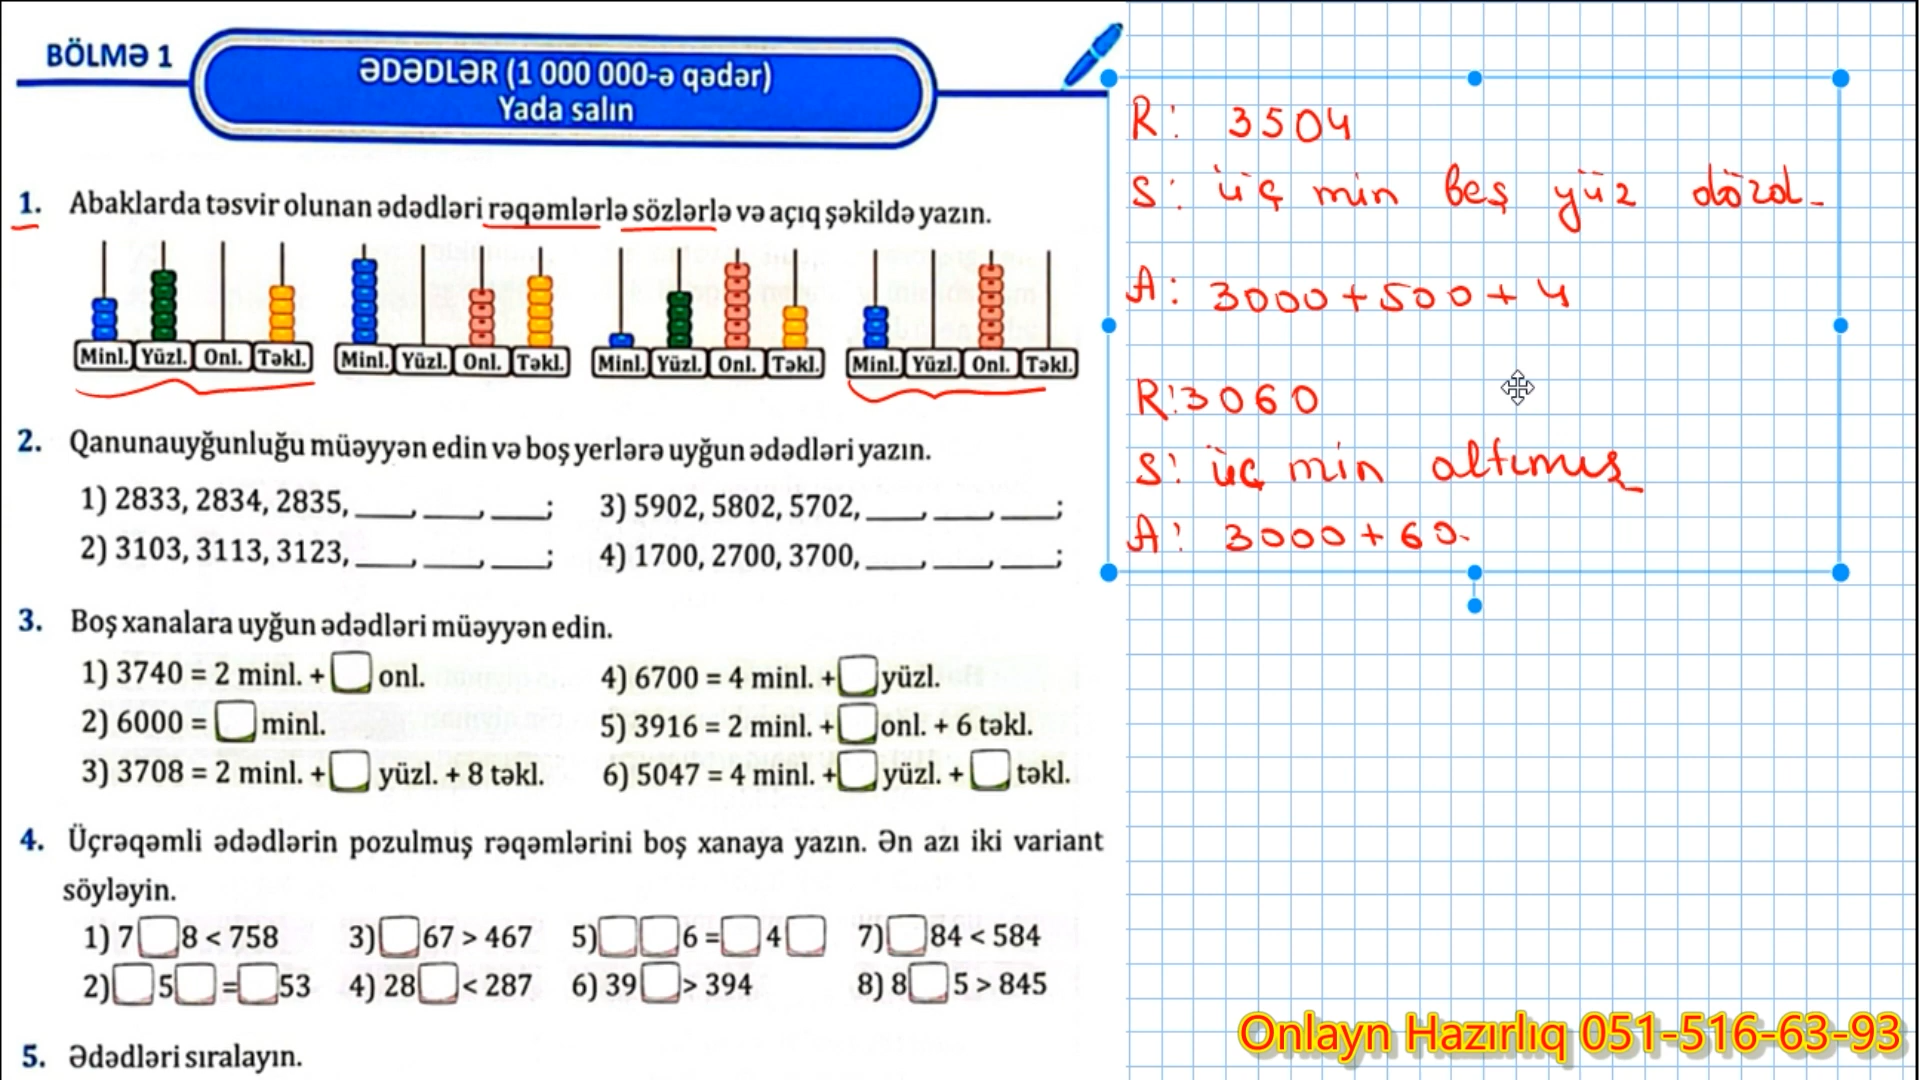 BÖLMƏ 1
ƏDƏDLƏR (1 000 000-ə qədər)
Yada salın
1. Abaklarda təsvir olunan ədədləri rəqəmlərlə sözlərlə və açıq şəkildə yazın.
Minl. Yüzl. Onl. Təkl. Minl. Yüzl. Onl. Təkl. Minl. Yüzl. Onl. Təkl. Minl. Yüzl. Onl. Təkl.
2. Qanunauyğunluğu müəyyən edin və boş yerlərə uyğun ədədləri yazın.
1) 2833, 2834, 2835, ___, ___, ___; 3) 5902, 5802, 5702, ___, ___, ___;
2) 3103, 3113, 3123, ___, ___, ___; 4) 1700, 2700, 3700, ___, ___, ___;
3. Boş xanalara uyğun ədədləri müəyyən edin.
1) 3740 = 2 minl. + □ onl. 4) 6700 = 4 minl. + □ yüzl.
2) 6000 = □ minl. 5) 3916 = 2 minl. + □ onl. + 6 təkl.
3) 3708 = 2 minl. + □ yüzl. + 8 təkl. 6) 5047 = 4 minl. + □ yüzl. + □ təkl.
4. Üçrəqəmli ədədlərin pozulmuş rəqəmlərini boş xanaya yazın. Ən azı iki variant
söyləyin.
1) 7□8 < 758 3) □67 > 467 5) □□6 = □4□ 7) □84 < 584
2) □5□ = □53 4) 28□ < 287 6) 39□ > 394 8) 8□5 > 845
5. Ədədləri sıralayın.
R: 3504
S: üç min beş yüz dörd.
A: 3000 + 500 + 4
R: 3060
S: üç min altımış
A: 3000 + 60.
Onlayn Hazırlıq 051-516-63-93